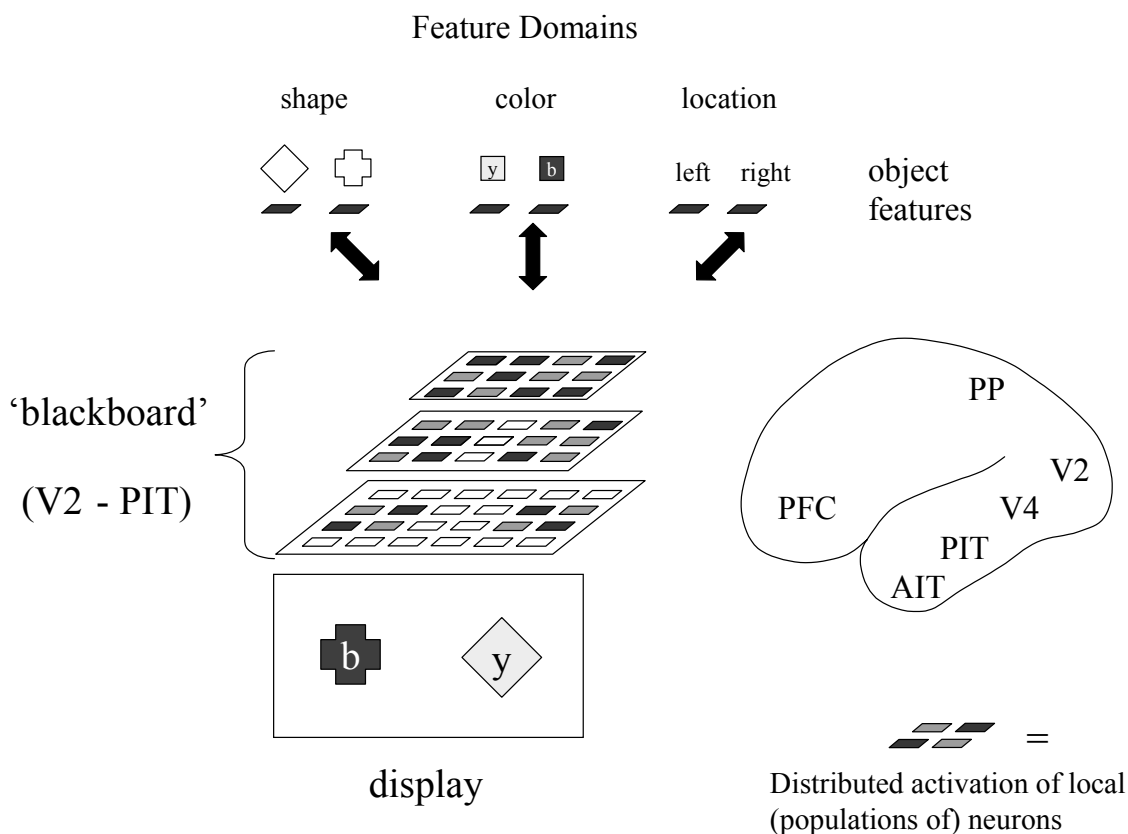 Feature Domains
shape color location
y b left right object
features
'blackboard'
(V2 - PIT)
PP
V2
PFC V4
PIT
AIT
b y
=
display
Distributed activation of local
(populations of) neurons